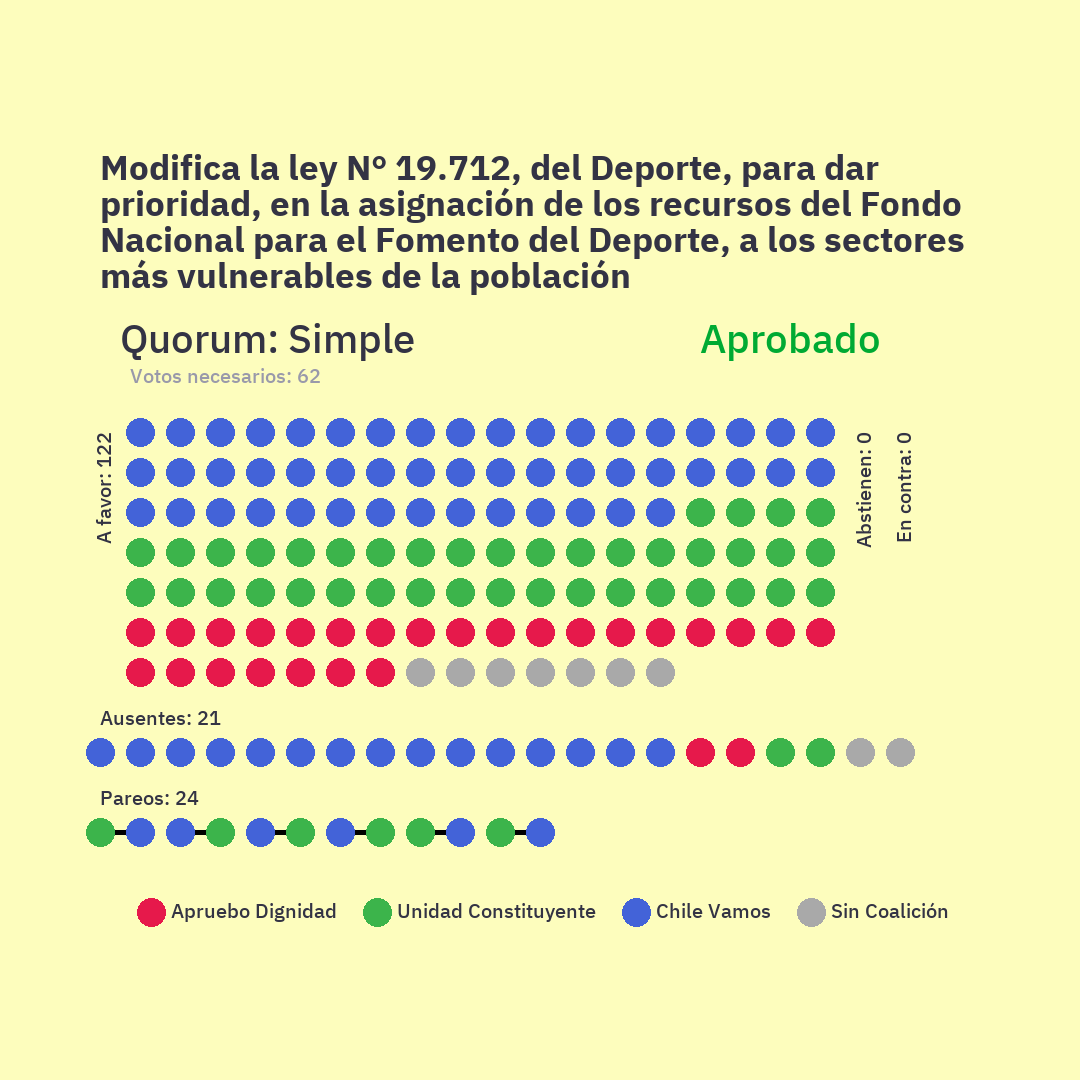 Modifica la ley N° 19.712, del Deporte, para dar
prioridad, en la asignación de los recursos del Fondo
Nacional para el Fomento del Deporte, a los sectores
más vulnerables de la población
Quorum: Simple
Aprobado
Votos necesarios: 62
A favor: 122
Abstienen: 0
En contra: 0
Ausentes: 21
Pareos: 24
Apruebo Dignidad
Unidad Constituyente
Chile Vamos
Sin Coalición